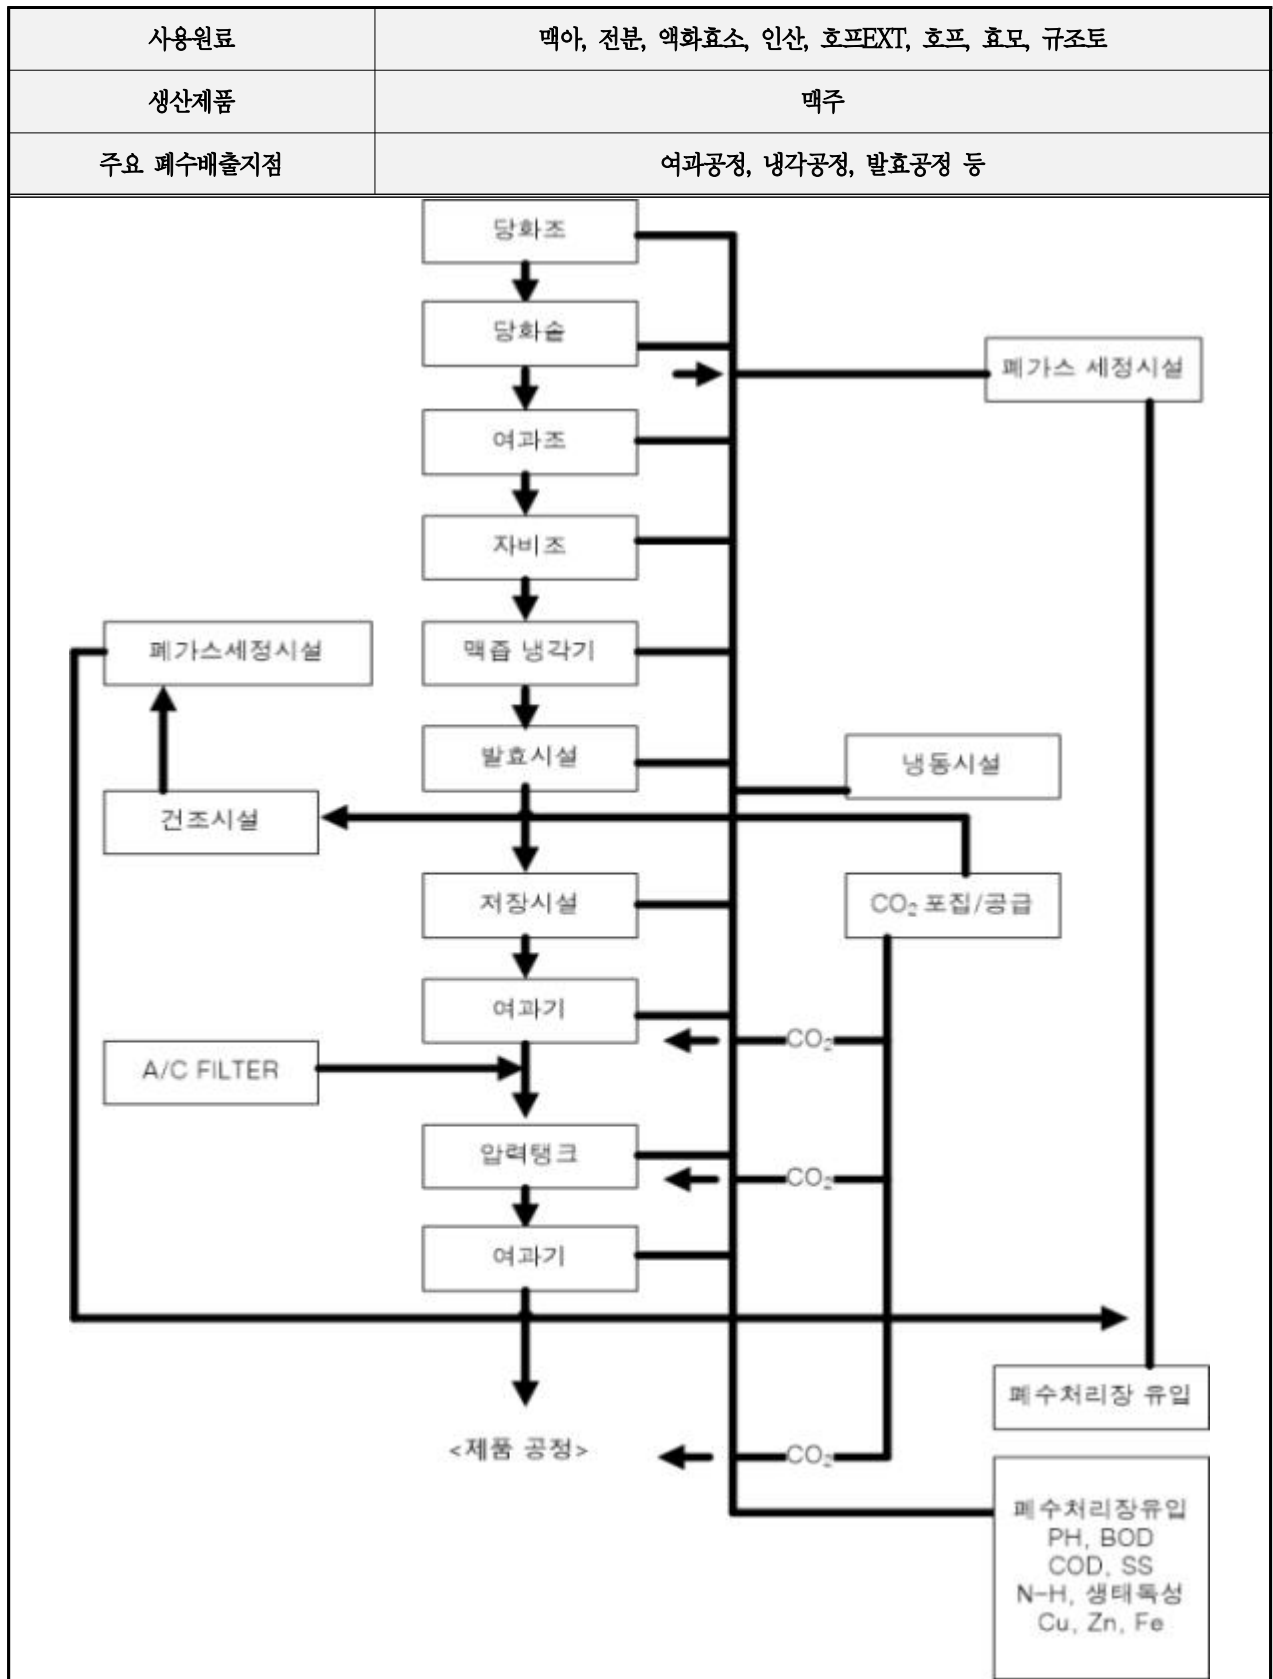 사용원료 맥아, 전분, 액화효소, 인산, 호프EXT, 호프, 효모, 규조토
생산제품 맥주
주요 폐수배출지점 여과공정, 냉각공정, 발효공정 등
당화조
당화솥
폐가스 세정시설
여과조
자비조
폐가스세정시설
맥즙 냉각기
발효시설
냉동시설
건조시설
저장시설
CO₂ 포집/공급
여과기
CO₂
A/C FILTER
압력탱크
CO₂
여과기
폐수처리장 유입
<제품 공정>
CO₂
폐수처리장유입
PH, BOD
COD, SS
N-H, 생태독성
Cu, Zn, Fe